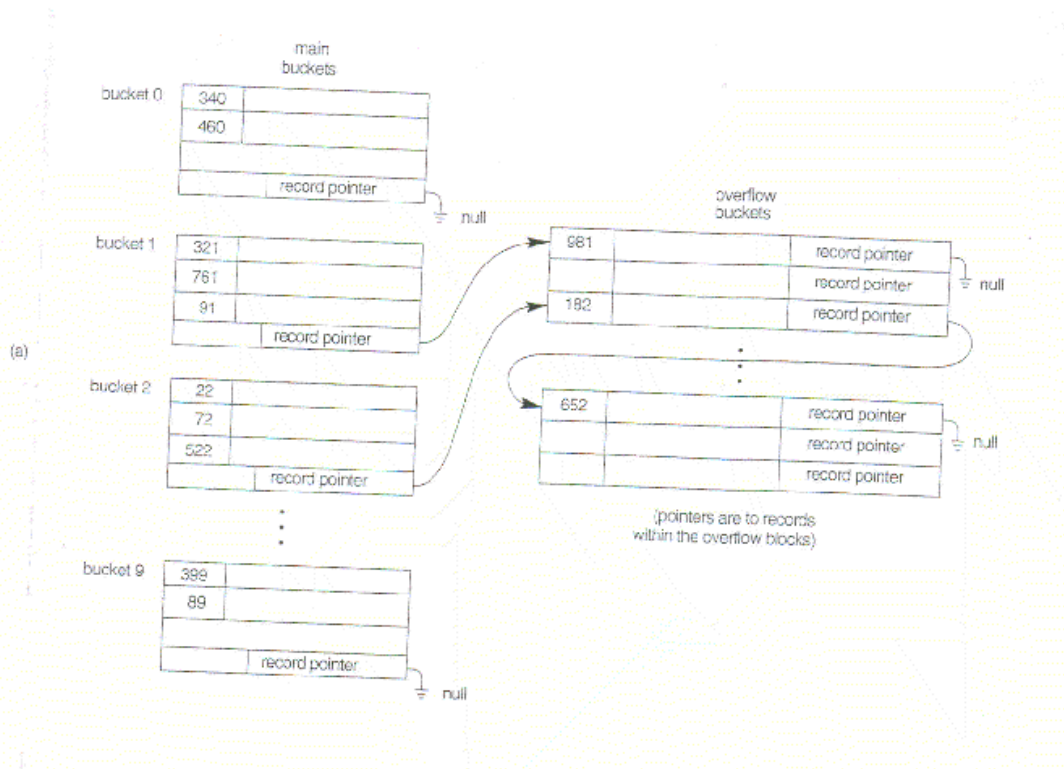 main
buckets
bucket 0
340
460
record pointer
null
bucket 1
321
761
91
record pointer
bucket 2
22
72
522
record pointer
bucket 9
399
89
record pointer
null
overflow
buckets
981
record pointer
null
record pointer
182
record pointer
652
record pointer
null
record pointer
record pointer
(pointers are to records
within the overflow blocks)
(a)